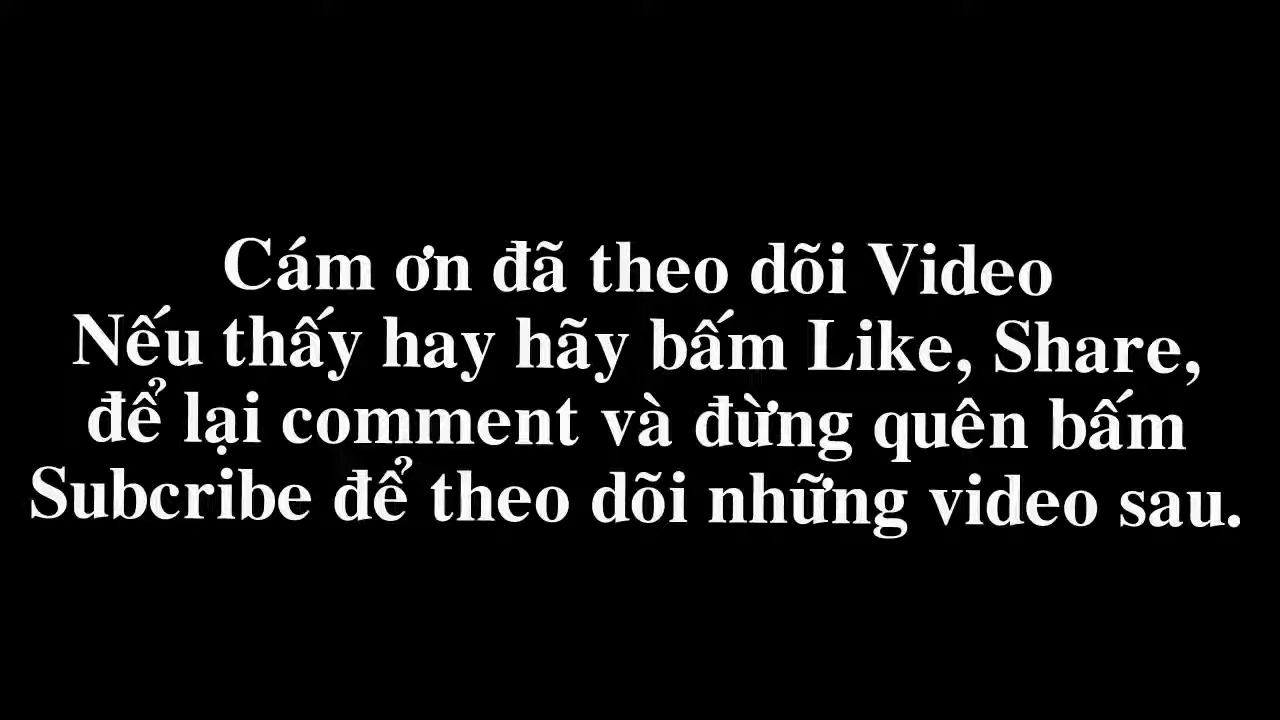 Cám ơn đã theo dõi Video
Nếu thấy hay hãy bấm Like, Share,
để lại comment và đừng quên bấm
Subcribe để theo dõi những video sau.